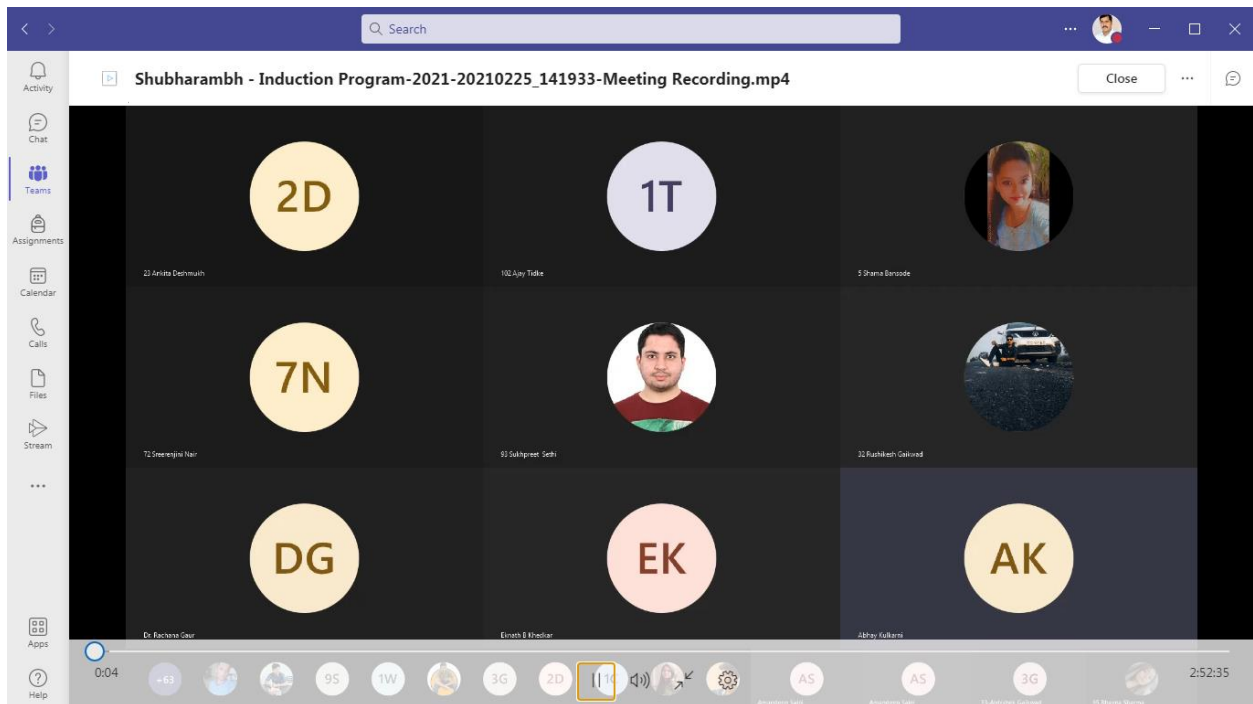 Search
Activity
Chat
Teams
Assignments
Calendar
Calls
Files
Stream
Apps
Help
Shubharambh - Induction Program-2021-20210225_141933-Meeting Recording.mp4
Close
2D
1T
23 Ankita Deshmukh
102 Ajay Tidke
5 Shama Bansode
7N
72 Sreerenjini Nair
93 Sukhpreet Sethi
32 Rushikesh Gaikwad
DG
EK
AK
Dr. Rachana Gaur
Eknath B Khedkar
Abhay Kulkarni
0:04
+63
9S
1W
3G
2D
AS
AS
3G
2:52:35